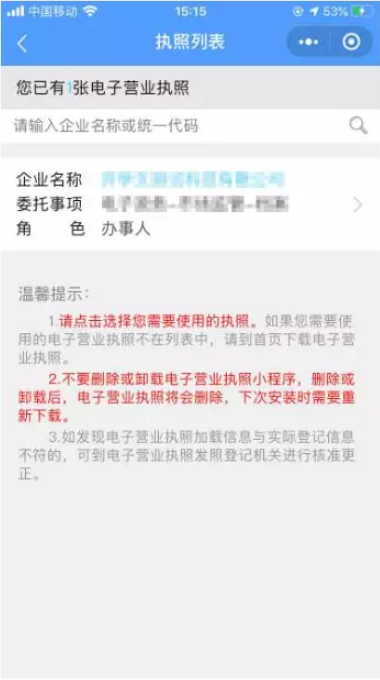 中国移动 15:15 53%
执照列表
您已有1张电子营业执照
请输入企业名称或统一代码
企业名称
委托事项
角 色 办事人
温馨提示：
1.请点击选择您需要使用的执照。如果您需要使
用的电子营业执照不在列表中，请到首页下载电子营
业执照。
2.不要删除或卸载电子营业执照小程序，删除或
卸载后，电子营业执照将会删除，下次安装时需要重
新下载。
3.如发现电子营业执照加载信息与实际登记信息
不符的，可到电子营业执照发照登记机关进行核准更
正。